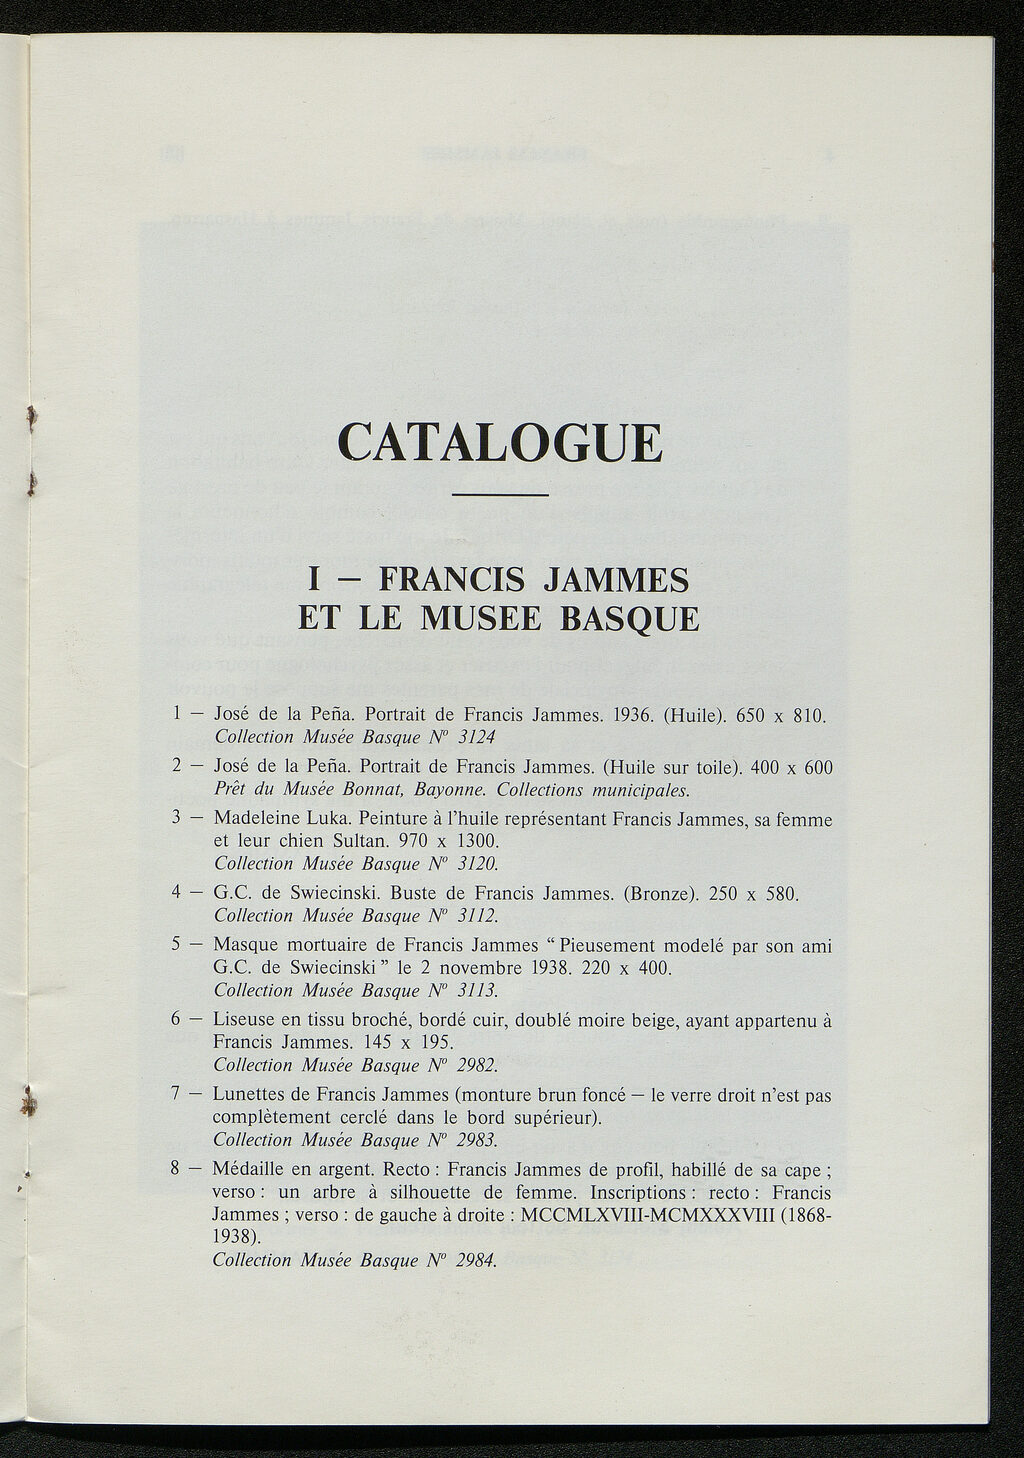 CATALOGUE
I — FRANCIS JAMMES
ET LE MUSEE BASQUE
1 — José de la Peña. Portrait de Francis Jammes. 1936. (Huile). 650 x 810.
Collection Musée Basque N° 3124
2 — José de la Peña. Portrait de Francis Jammes. (Huile sur toile). 400 x 600
Prêt du Musée Bonnat, Bayonne. Collections municipales.
3 — Madeleine Luka. Peinture à l'huile représentant Francis Jammes, sa femme
et leur chien Sultan. 970 x 1300.
Collection Musée Basque N° 3120.
4 — G.C. de Swiecinski. Buste de Francis Jammes. (Bronze). 250 x 580.
Collection Musée Basque N° 3112.
5 — Masque mortuaire de Francis Jammes “ Pieusement modelé par son ami
G.C. de Swiecinski ” le 2 novembre 1938. 220 x 400.
Collection Musée Basque N° 3113.
6 — Liseuse en tissu broché, bordé cuir, doublé moire beige, ayant appartenu à
Francis Jammes. 145 x 195.
Collection Musée Basque N° 2982.
7 — Lunettes de Francis Jammes (monture brun foncé — le verre droit n'est pas
complètement cerclé dans le bord supérieur).
Collection Musée Basque N° 2983.
8 — Médaille en argent. Recto : Francis Jammes de profil, habillé de sa cape ;
verso : un arbre à silhouette de femme. Inscriptions : recto : Francis
Jammes ; verso : de gauche à droite : MCCMLXVIII-MCMXXXVIII (1868-
1938).
Collection Musée Basque N° 2984.